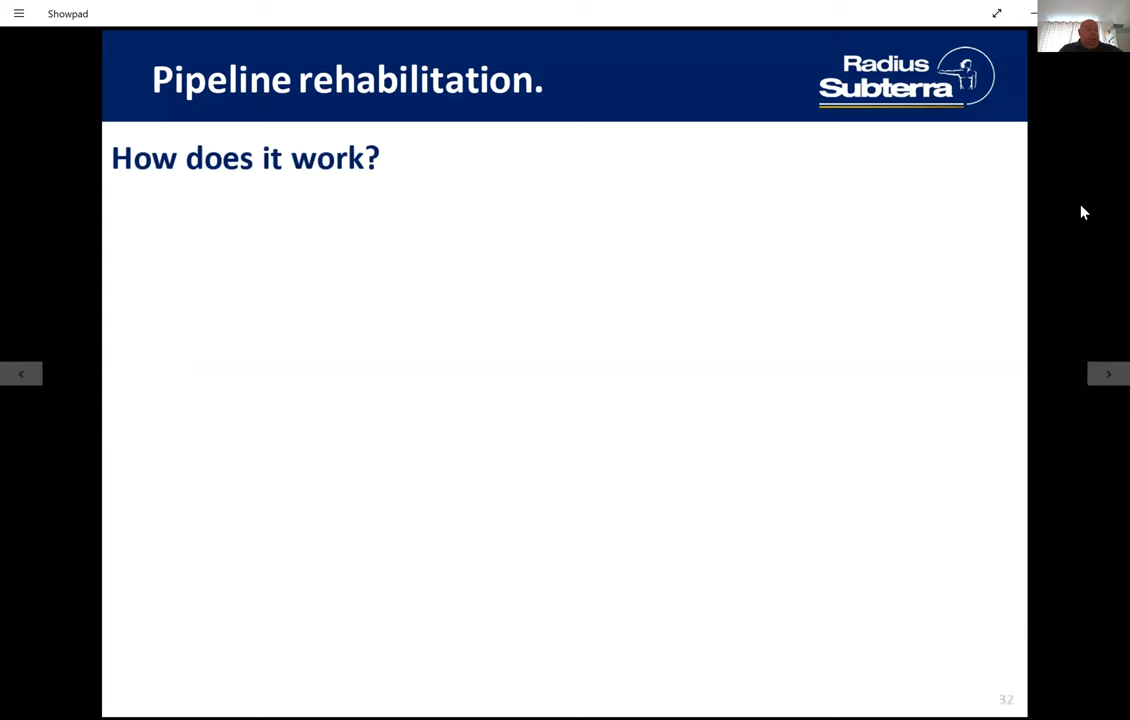 Showpad
Pipeline rehabilitation.
Radius
Subterra
How does it work?
32